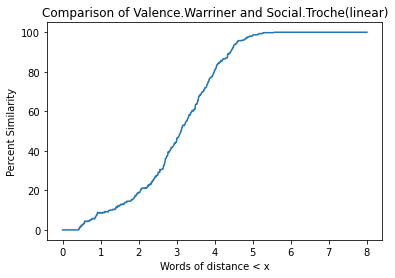 Comparison of Valence.Warriner and Social.Troche(linear)
100
80
60
40
20
0
Percent Similarity
0 1 2 3 4 5 6 7 8
Words of distance < x